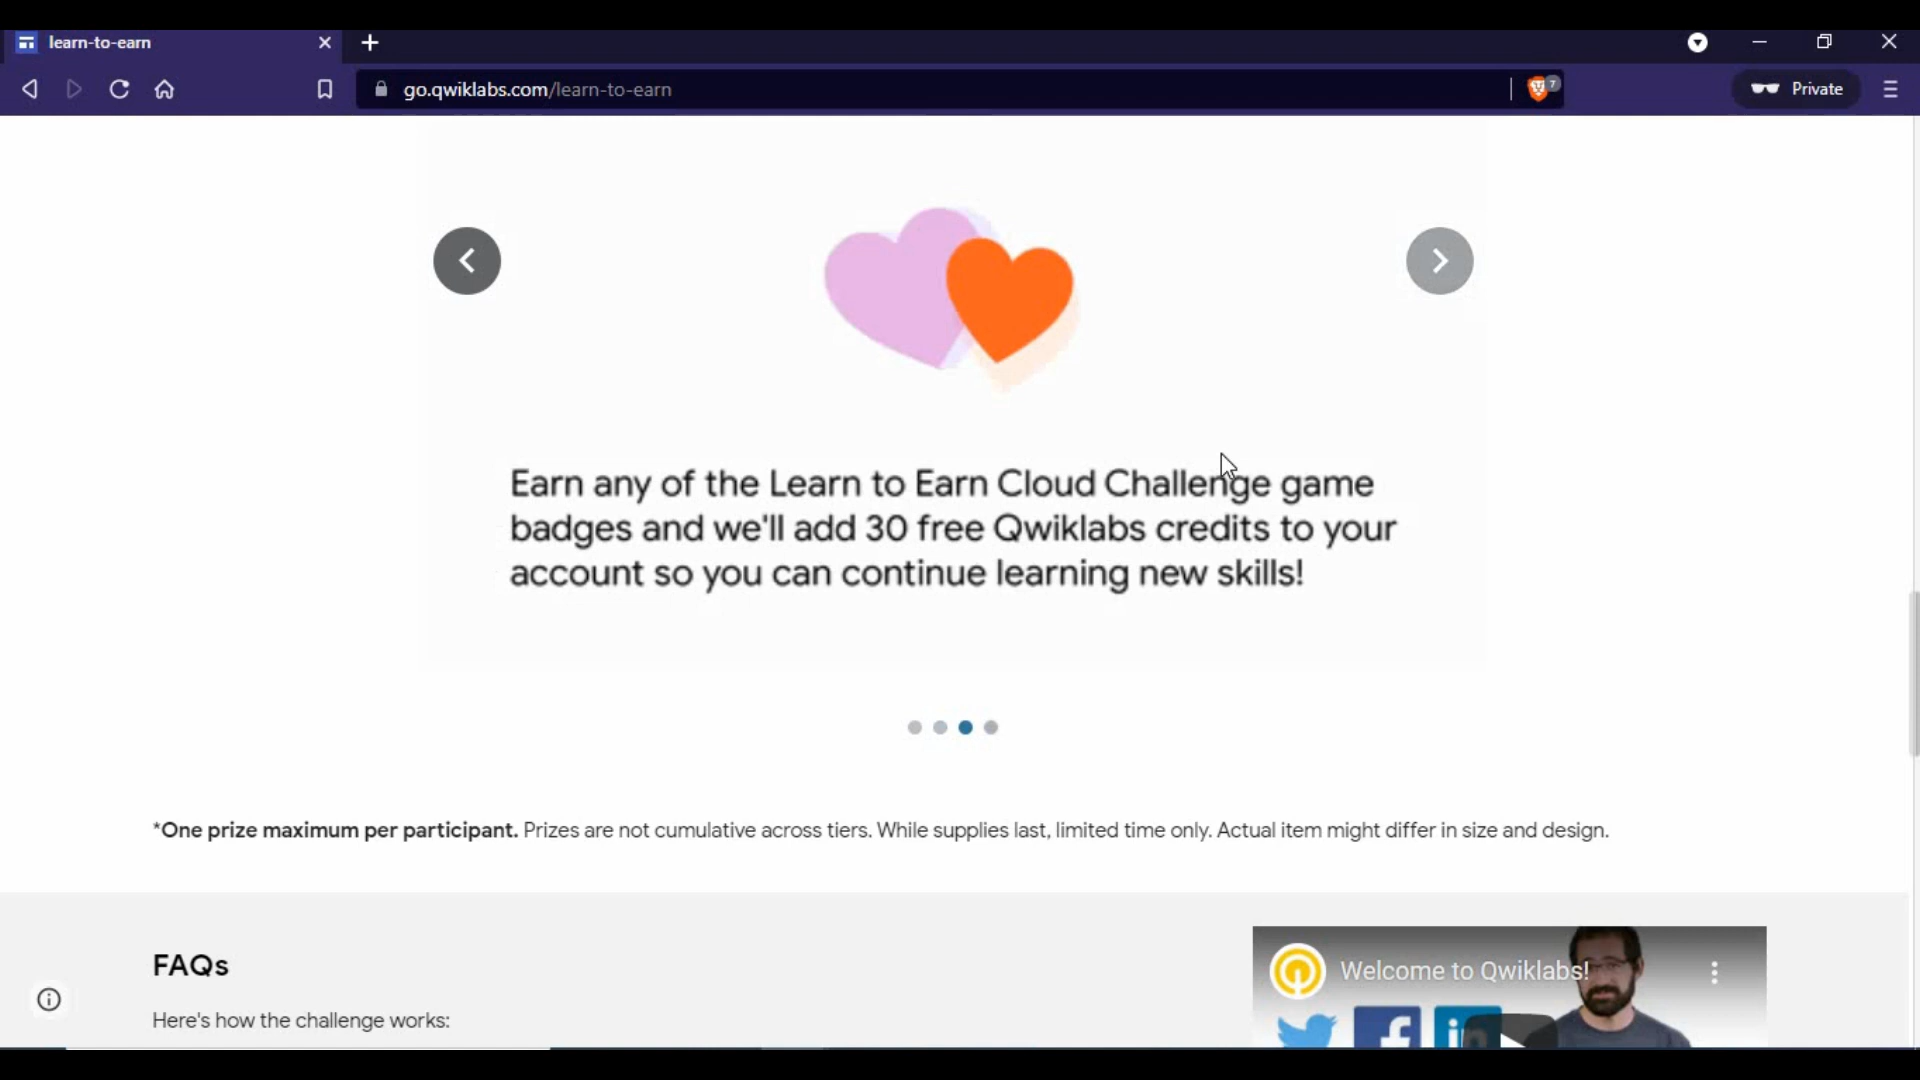 learn-to-earn
go.qwiklabs.com/learn-to-earn
7
Private
Earn any of the Learn to Earn Cloud Challenge game
badges and we'll add 30 free Qwiklabs credits to your
account so you can continue learning new skills!
*One prize maximum per participant. Prizes are not cumulative across tiers. While supplies last, limited time only. Actual item might differ in size and design.
FAQs
Here's how the challenge works:
Welcome to Qwiklabs!